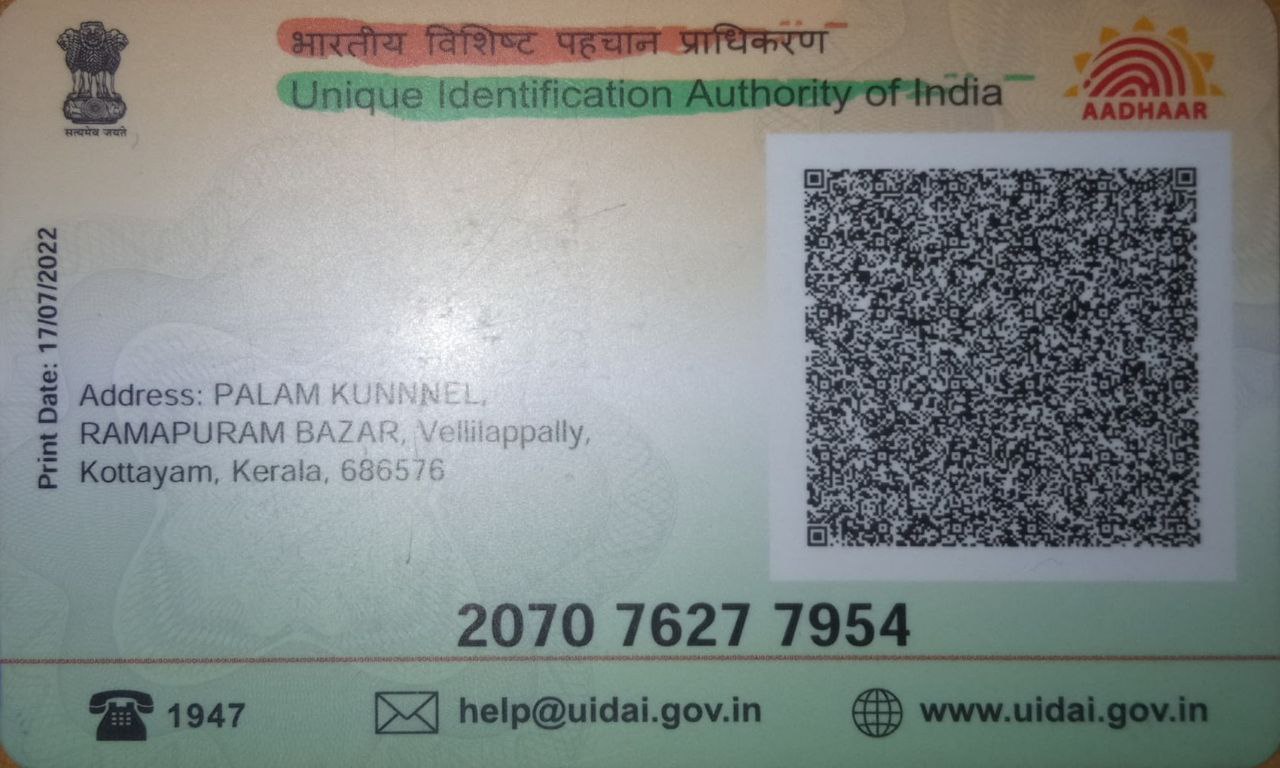 भारतीय विशिष्ट पहचान प्राधिकरण
Unique Identification Authority of India
सत्यमेव जयते
AADHAAR
Print Date: 17/07/2022
Address: PALAM KUNNNEL,
RAMAPURAM BAZAR, Vellilappally,
Kottayam, Kerala, 686576
2070 7627 7954
1947
help@uidai.gov.in
www.uidai.gov.in